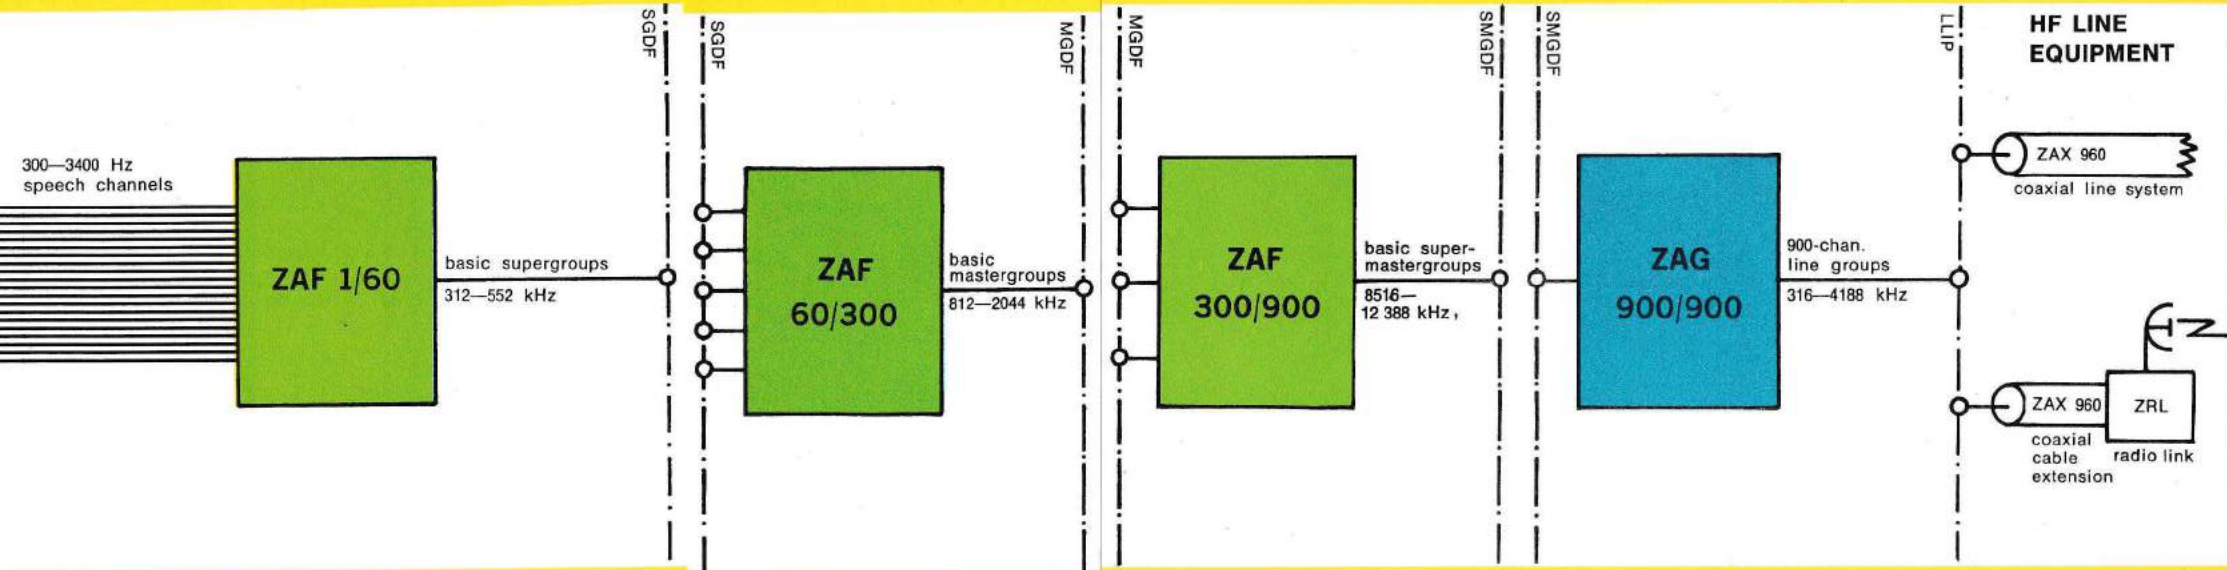 300—3400 Hz
speech channels
ZAF 1/60
basic supergroups
312—552 kHz
SGDF
SGDF
ZAF
60/300
basic
mastergroups
812—2044 kHz
MGDF
MGDF
ZAF
300/900
basic super-
mastergroups
8516—
12 388 kHz,
SMGDF
SMGDF
ZAG
900/900
900-chan.
line groups
316—4188 kHz
LLIP
HF LINE
EQUIPMENT
ZAX 960
coaxial line system
ZAX 960
ZRL
coaxial
cable
extension
radio link